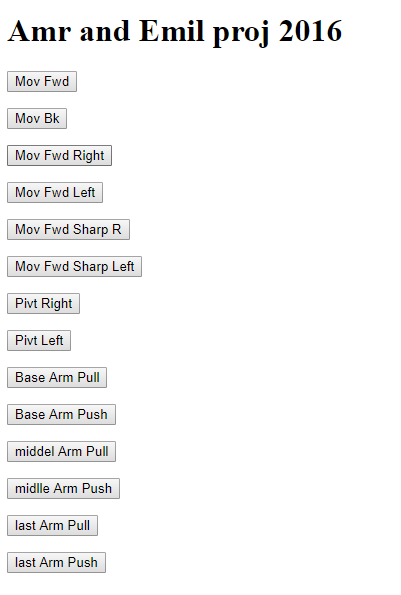 Amr and Emil proj 2016
Mov Fwd
Mov Bk
Mov Fwd Right
Mov Fwd Left
Mov Fwd Sharp R
Mov Fwd Sharp Left
Pivt Right
Pivt Left
Base Arm Pull
Base Arm Push
middel Arm Pull
midlle Arm Push
last Arm Pull
last Arm Push